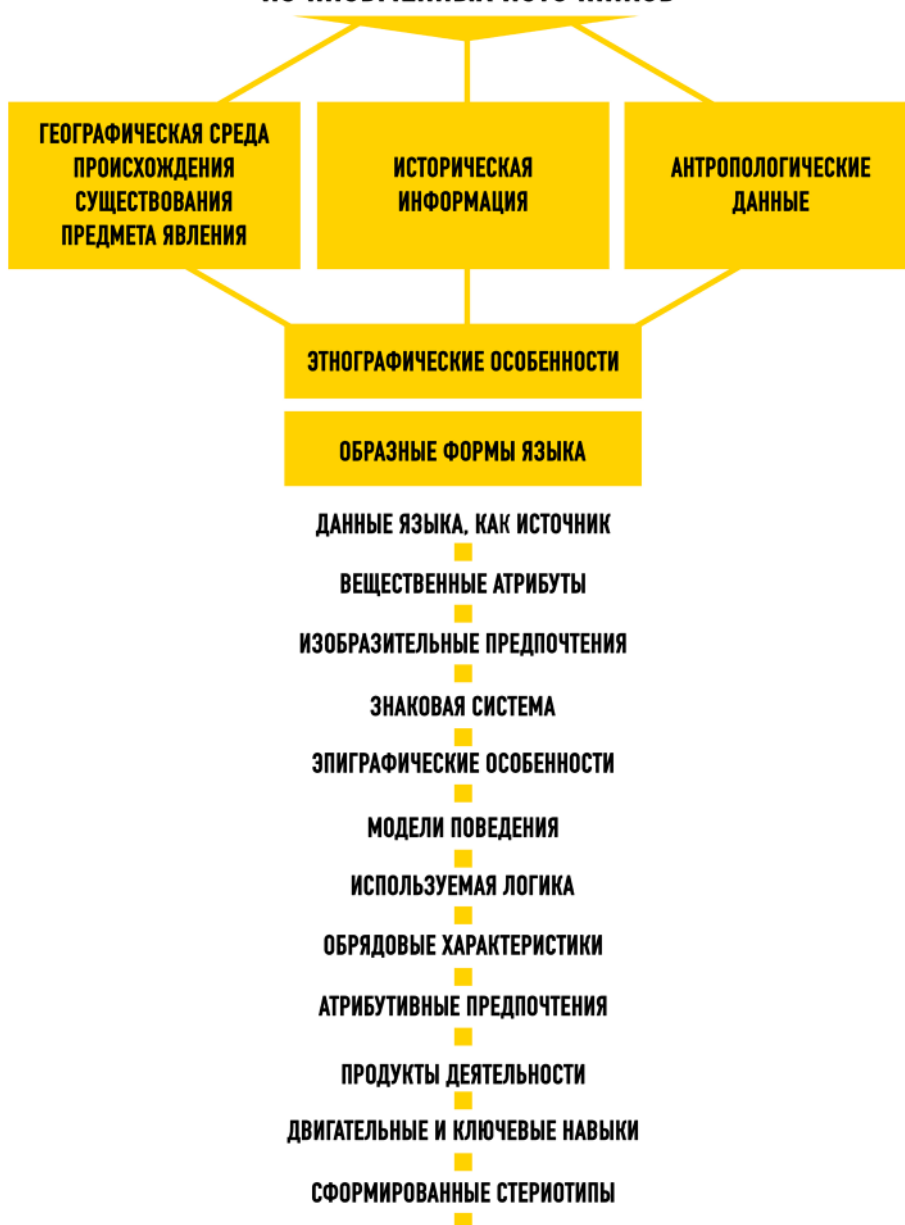 ГЕОГРАФИЧЕСКАЯ СРЕДА
ПРОИСХОЖДЕНИЯ
СУЩЕСТВОВАНИЯ
ПРЕДМЕТА ЯВЛЕНИЯ
ИСТОРИЧЕСКАЯ
ИНФОРМАЦИЯ
АНТРОПОЛОГИЧЕСКИЕ
ДАННЫЕ
ЭТНОГРАФИЧЕСКИЕ ОСОБЕННОСТИ
ОБРАЗНЫЕ ФОРМЫ ЯЗЫКА
ДАННЫЕ ЯЗЫКА, КАК ИСТОЧНИК
ВЕЩЕСТВЕННЫЕ АТРИБУТЫ
ИЗОБРАЗИТЕЛЬНЫЕ ПРЕДПОЧТЕНИЯ
ЗНАКОВАЯ СИСТЕМА
ЭПИГРАФИЧЕСКИЕ ОСОБЕННОСТИ
МОДЕЛИ ПОВЕДЕНИЯ
ИСПОЛЬЗУЕМАЯ ЛОГИКА
ОБРЯДОВЫЕ ХАРАКТЕРИСТИКИ
АТРИБУТИВНЫЕ ПРЕДПОЧТЕНИЯ
ПРОДУКТЫ ДЕЯТЕЛЬНОСТИ
ДВИГАТЕЛЬНЫЕ И КЛЮЧЕВЫЕ НАВЫКИ
СФОРМИРОВАННЫЕ СТЕРИОТИПЫ